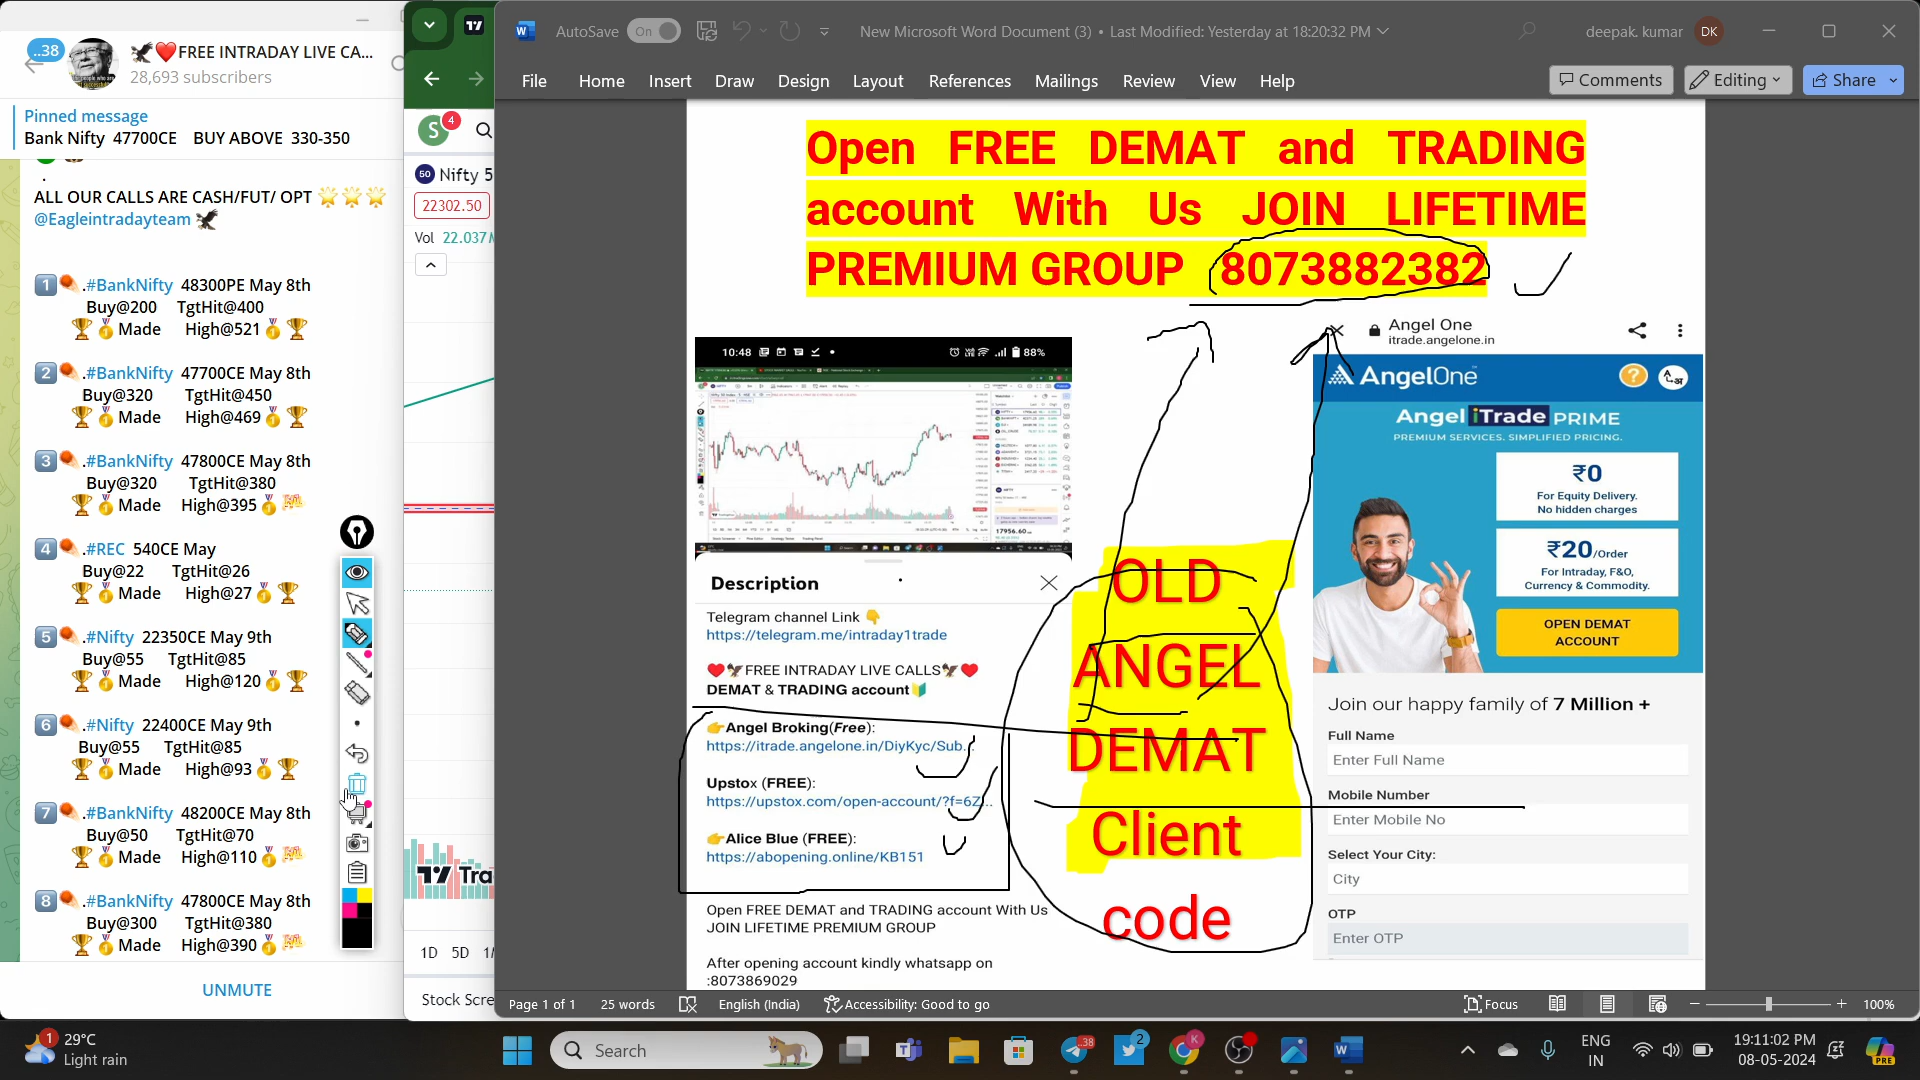 ..38
FREE INTRADAY LIVE CA...
28,693 subscribers
Pinned message
Bank Nifty 47700CE BUY ABOVE 330-350
.
ALL OUR CALLS ARE CASH/FUT/ OPT
@Eagleintradayteam
1 .#BankNifty 48300PE May 8th
Buy@200 TgtHit@400
Made High@521
2 .#BankNifty 47700CE May 8th
Buy@320 TgtHit@450
Made High@469
3 .#BankNifty 47800CE May 8th
Buy@320 TgtHit@380
Made High@395
4 .#REC 540CE May
Buy@22 TgtHit@26
Made High@27
5 .#Nifty 22350CE May 9th
Buy@55 TgtHit@85
Made High@120
6 .#Nifty 22400CE May 9th
Buy@55 TgtHit@85
Made High@93
7 .#BankNifty 48200CE May 8th
Buy@50 TgtHit@70
Made High@110
8 .#BankNifty 47800CE May 8th
Buy@300 TgtHit@380
Made High@390
UNMUTE
S 4
50 Nifty 5
22302.50
Vol 22.037M
Tra
1D 5D 1M
Stock Scre
AutoSave On
New Microsoft Word Document (3) • Last Modified: Yesterday at 18:20:32 PM
deepak. kumar DK
File Home Insert Draw Design Layout References Mailings Review View Help
Comments Editing Share
Open FREE DEMAT and TRADING
account With Us JOIN LIFETIME
PREMIUM GROUP 8073882382
10:48 88%
17956.60
Description
Telegram channel Link
https://telegram.me/intraday1trade
FREE INTRADAY LIVE CALLS
DEMAT & TRADING account
Angel Broking(Free):
https://itrade.angelone.in/DiyKyc/Sub...
Upstox (FREE):
https://upstox.com/open-account/?f=6Z...
Alice Blue (FREE):
https://abopening.online/KB151
Open FREE DEMAT and TRADING account With Us
JOIN LIFETIME PREMIUM GROUP
After opening account kindly whatsapp on
:8073869029
OLD
ANGEL
DEMAT
Client
code
Angel One
itrade.angelone.in
AngelOne
Angel iTrade PRIME
PREMIUM SERVICES. SIMPLIFIED PRICING.
₹0
For Equity Delivery.
No hidden charges
₹20/Order
For Intraday, F&O,
Currency & Commodity.
OPEN DEMAT
ACCOUNT
Join our happy family of 7 Million +
Full Name
Enter Full Name
Mobile Number
Enter Mobile No
Select Your City:
City
OTP
Enter OTP
Page 1 of 1 25 words English (India) Accessibility: Good to go
Focus 100%
1 29°C
Light rain
Search
.38 2 K
ENG
IN
19:11:02 PM
08-05-2024
PRE